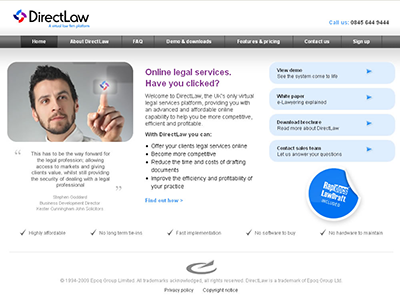 DirectLaw
A virtual law firm platform
Call us: 0845 644 9444
Home
About DirectLaw
FAQ
Demo & downloads
Features & pricing
Contact us
Sign up
Online legal services.
Have you clicked?
Welcome to DirectLaw, the UK's only virtual
legal services platform, providing you with
an advanced and affordable online
capability to help you be more competitive,
efficient and profitable.
With DirectLaw you can:
Offer your clients legal services online
Become more competitive
Reduce the time and costs of drafting
documents
Improve the efficiency and profitability of
your practice
Find out how >
View demo
See the system come to life
White paper
e-Lawyering explained
Download brochure
Read more about DirectLaw
Contact sales team
Let us answer your questions
"This has to be the way forward for
the legal profession; allowing
access to markets and giving
clients value, whilst still providing
the security of dealing with a legal
professional"
Stephen Stoddard
Business Development Director
Kester Cunningham John Solicitors
RapiDocs
LawDraft
INCLUDED
Highly affordable
No long term tie-ins
Fast implementation
No software to buy
No hardware to maintain
© 1994-2009 Epoq Group Limited. All trademarks acknowledged, all rights reserved. DirectLaw is a trademark of Epoq Group Ltd.
Privacy policy
Copyright notice